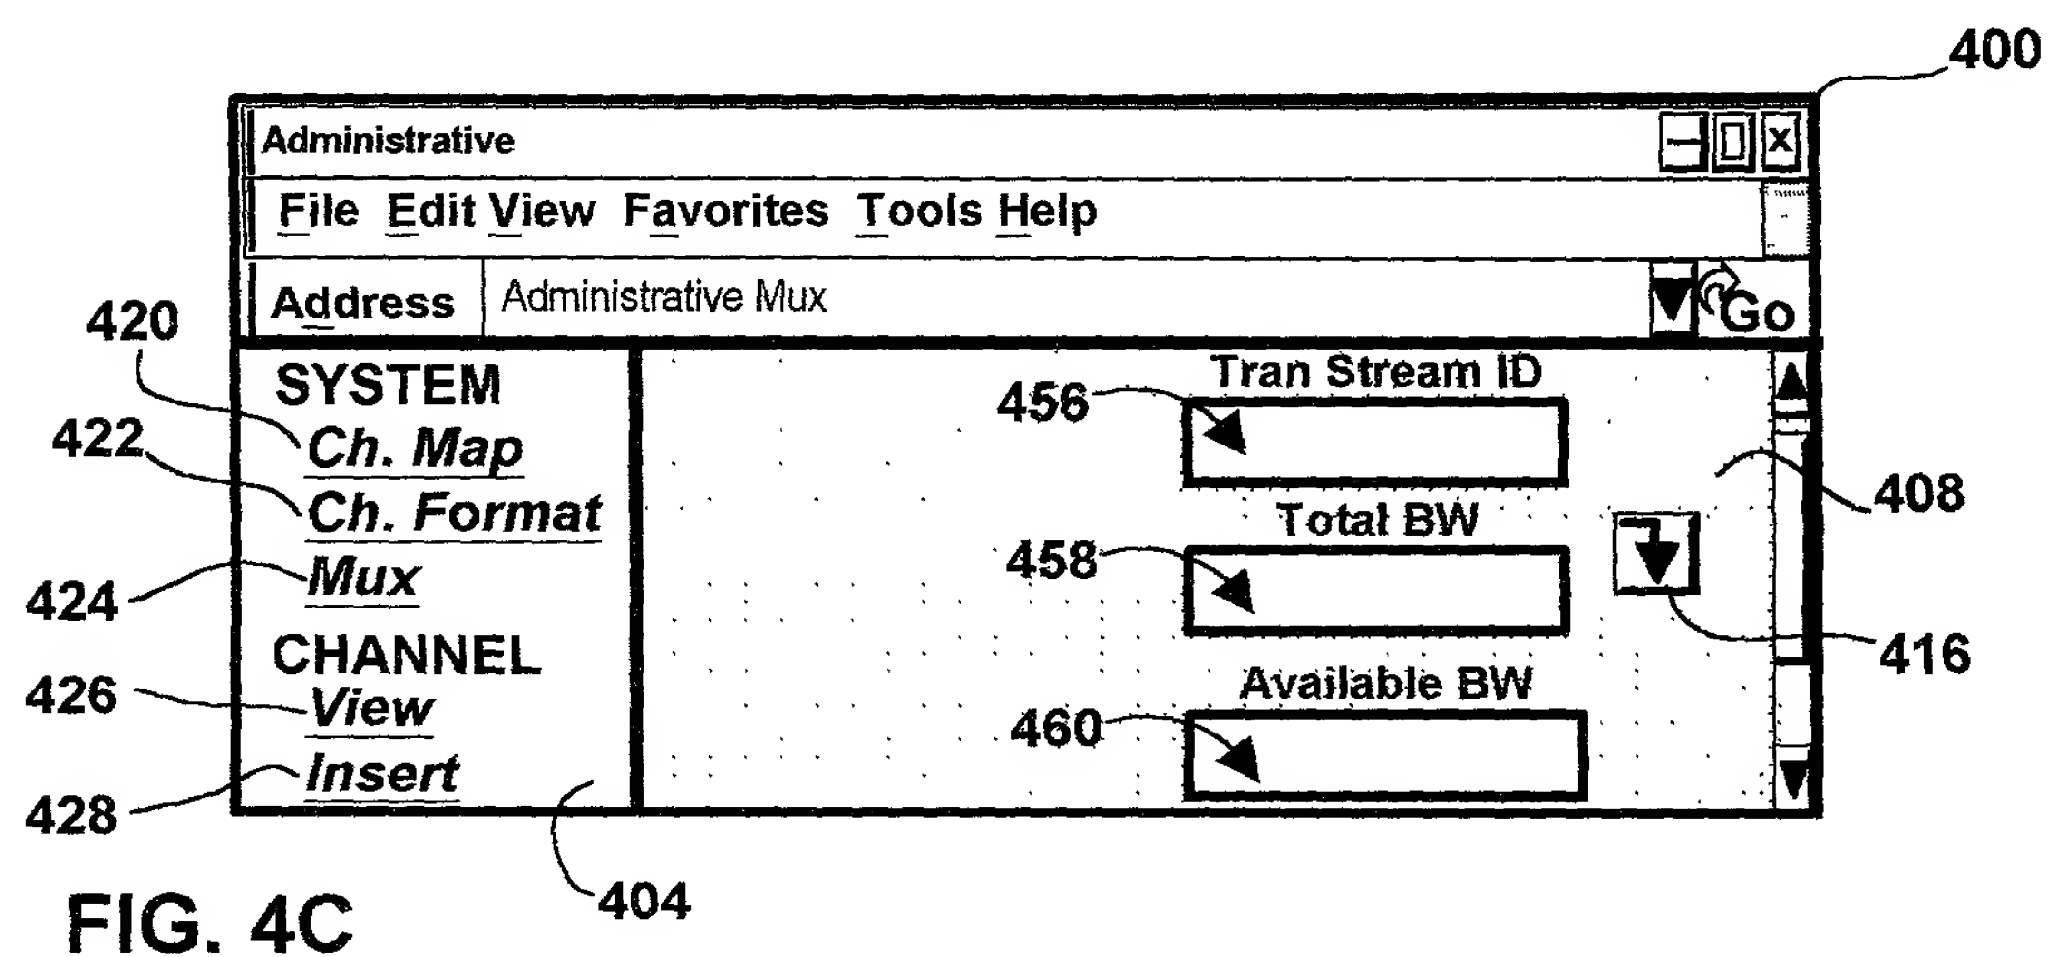 400
Administrative
File Edit View Favorites Tools Help
Address Administrative Mux Go
420 SYSTEM Tran Stream ID
456
422 Ch. Map
408
Ch. Format Total BW
458
424 Mux
416
CHANNEL
426 View Available BW
460
428 Insert
404
FIG. 4C